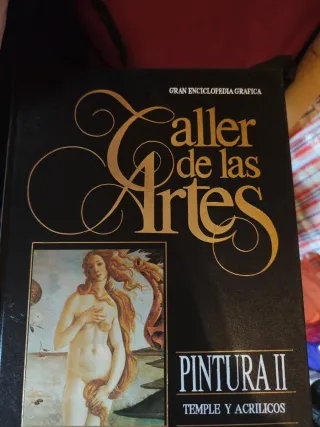 GRAN ENCICLOPEDIA GRAFICA
Taller
de las
Artes
PINTURA II
TEMPLE Y ACRILICOS